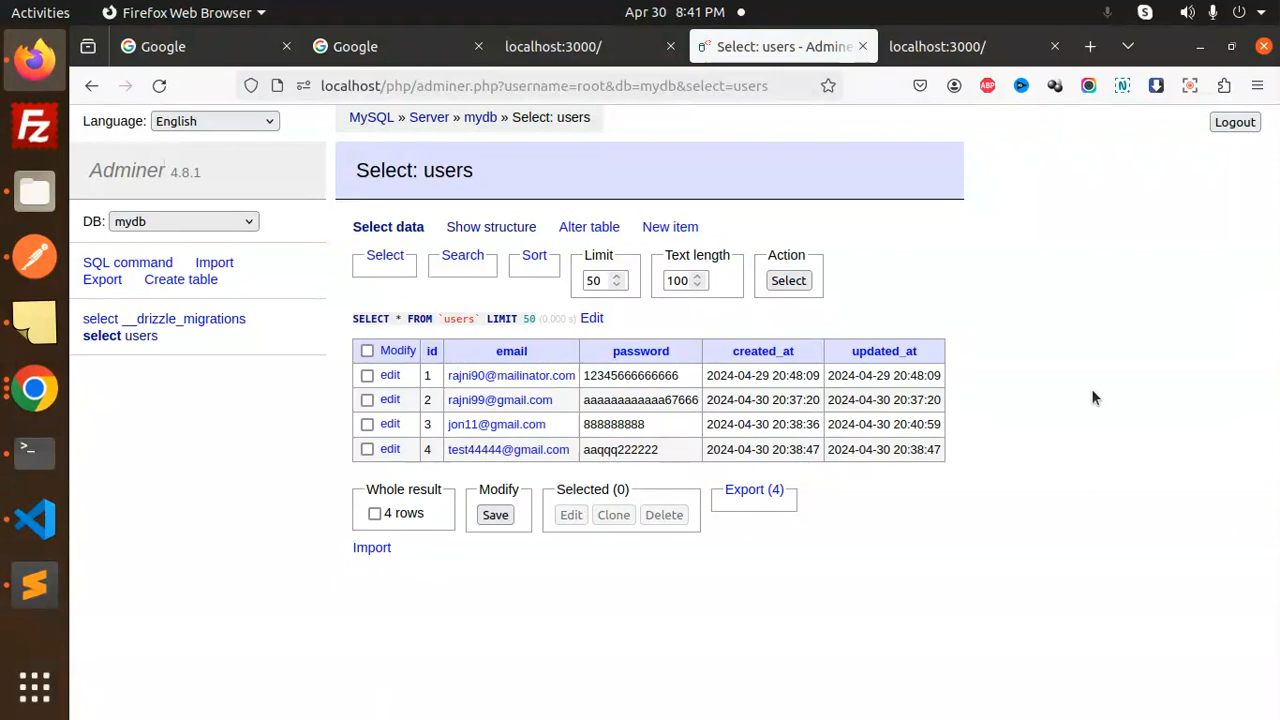 Activities Firefox Web Browser Apr 30 8:41 PM
Google Google localhost:3000/ Select: users - Admine localhost:3000/
localhost/php/adminer.php?username=root&db=mydb&select=users
Language: English MySQL » Server » mydb » Select: users Logout
Adminer 4.8.1 Select: users
DB: mydb Select data Show structure Alter table New item
SQL command Import Select Search Sort Limit Text length Action
Export Create table 50 100 Select
select __drizzle_migrations SELECT * FROM `users` LIMIT 50 (0.000 s) Edit
select users
Modify id email password created_at updated_at
edit 1 rajni90@mailinator.com 12345666666666 2024-04-29 20:48:09 2024-04-29 20:48:09
edit 2 rajni99@gmail.com aaaaaaaaaaaa67666 2024-04-30 20:37:20 2024-04-30 20:37:20
edit 3 jon11@gmail.com 888888888 2024-04-30 20:38:36 2024-04-30 20:40:59
edit 4 test44444@gmail.com aaqqq222222 2024-04-30 20:38:47 2024-04-30 20:38:47
Whole result Modify Selected (0) Export (4)
4 rows Save Edit Clone Delete
Import